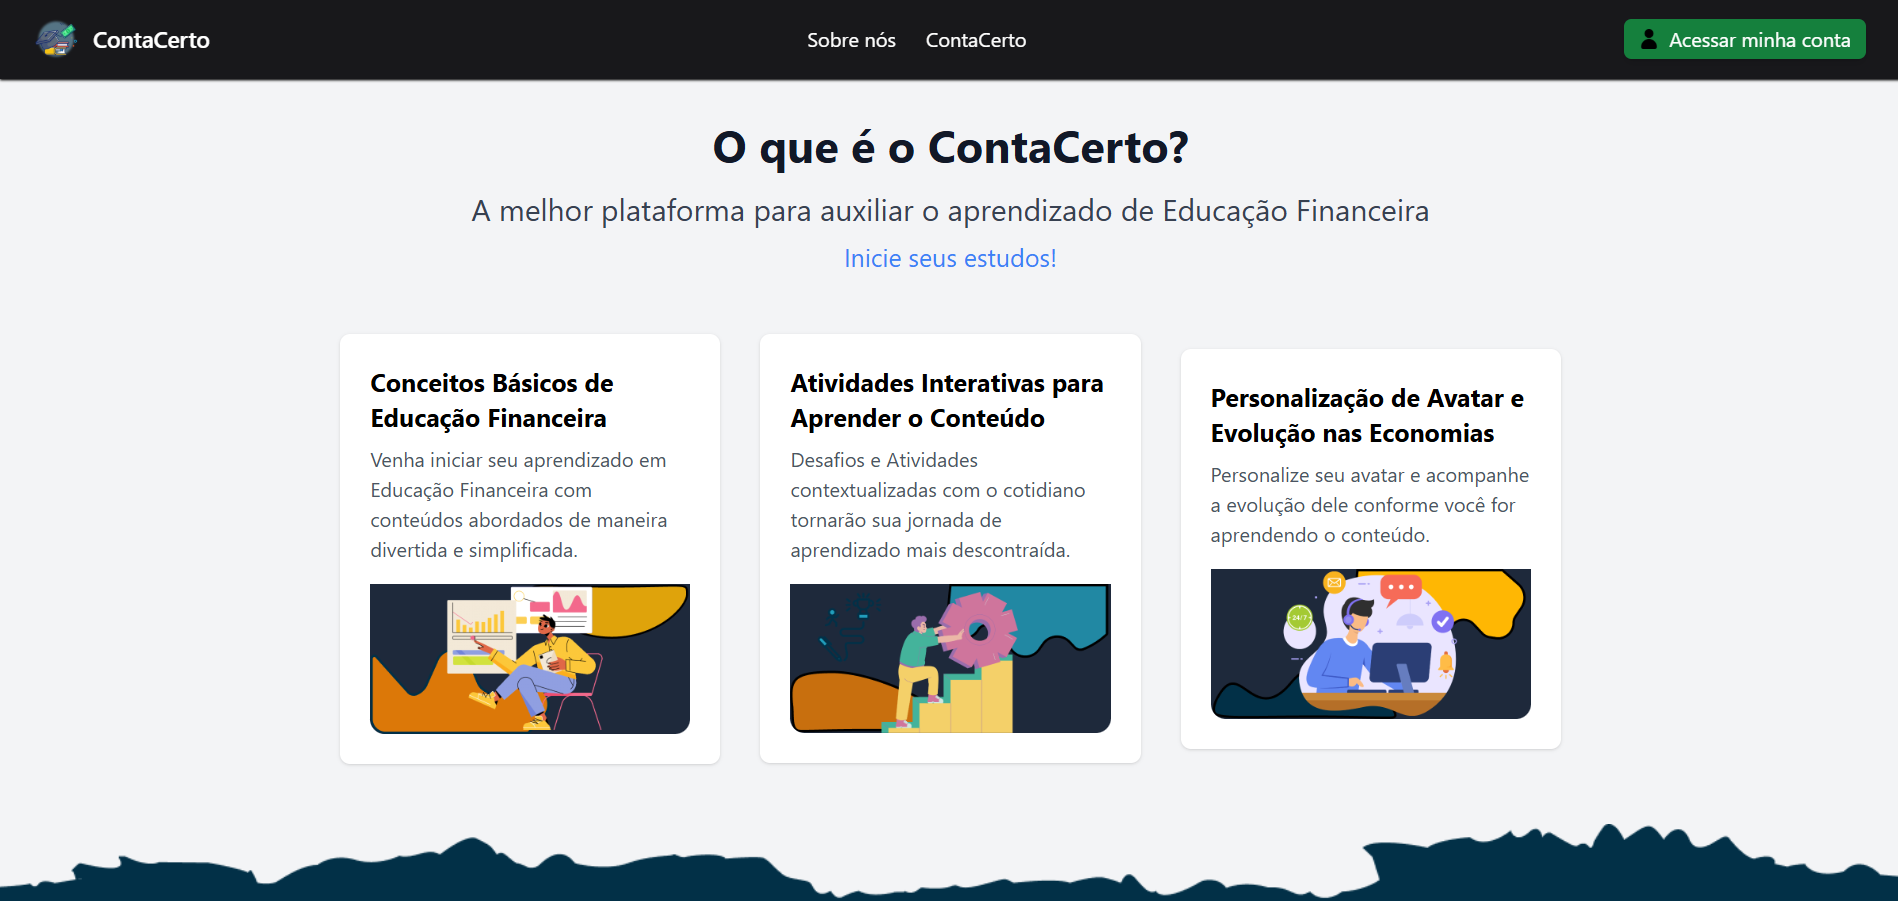 ContaCerto
Sobre nós
ContaCerto
Acessar minha conta
O que é o ContaCerto?
A melhor plataforma para auxiliar o aprendizado de Educação Financeira
Inicie seus estudos!
Conceitos Básicos de
Educação Financeira
Venha iniciar seu aprendizado em
Educação Financeira com
conteúdos abordados de maneira
divertida e simplificada.
Atividades Interativas para
Aprender o Conteúdo
Desafios e Atividades
contextualizadas com o cotidiano
tornarão sua jornada de
aprendizado mais descontraída.
Personalização de Avatar e
Evolução nas Economias
Personalize seu avatar e acompanhe
a evolução dele conforme você for
aprendendo o conteúdo.
24/7